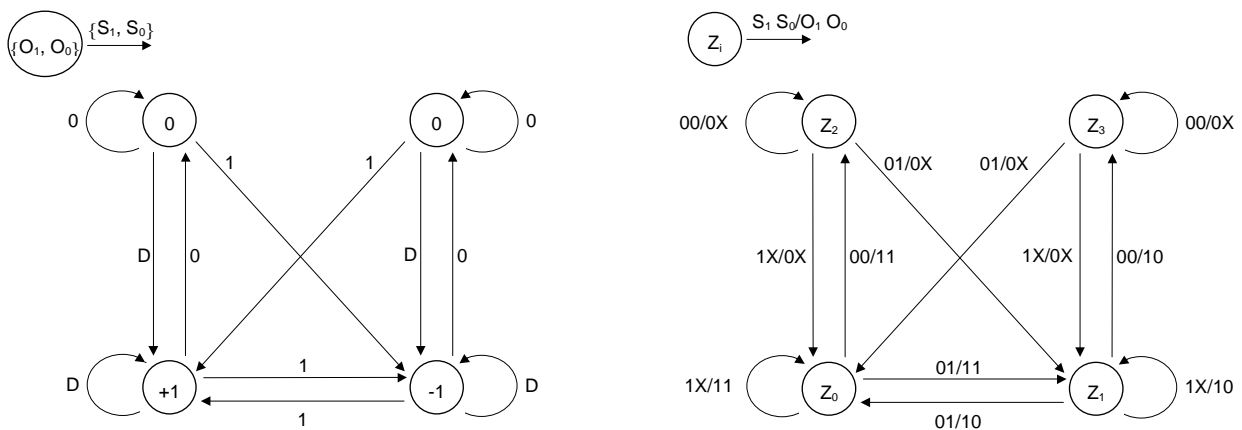 {O₁, O₀} {S₁, S₀}
0 0 1 1 0 0
D 0 D 0
D +1 1 -1 D
1
Zᵢ S₁ S₀/O₁ O₀
00/0X Z₂ 01/0X 01/0X Z₃ 00/0X
1X/0X 00/11 1X/0X 00/10
1X/11 Z₀ 01/11 Z₁ 1X/10
01/10